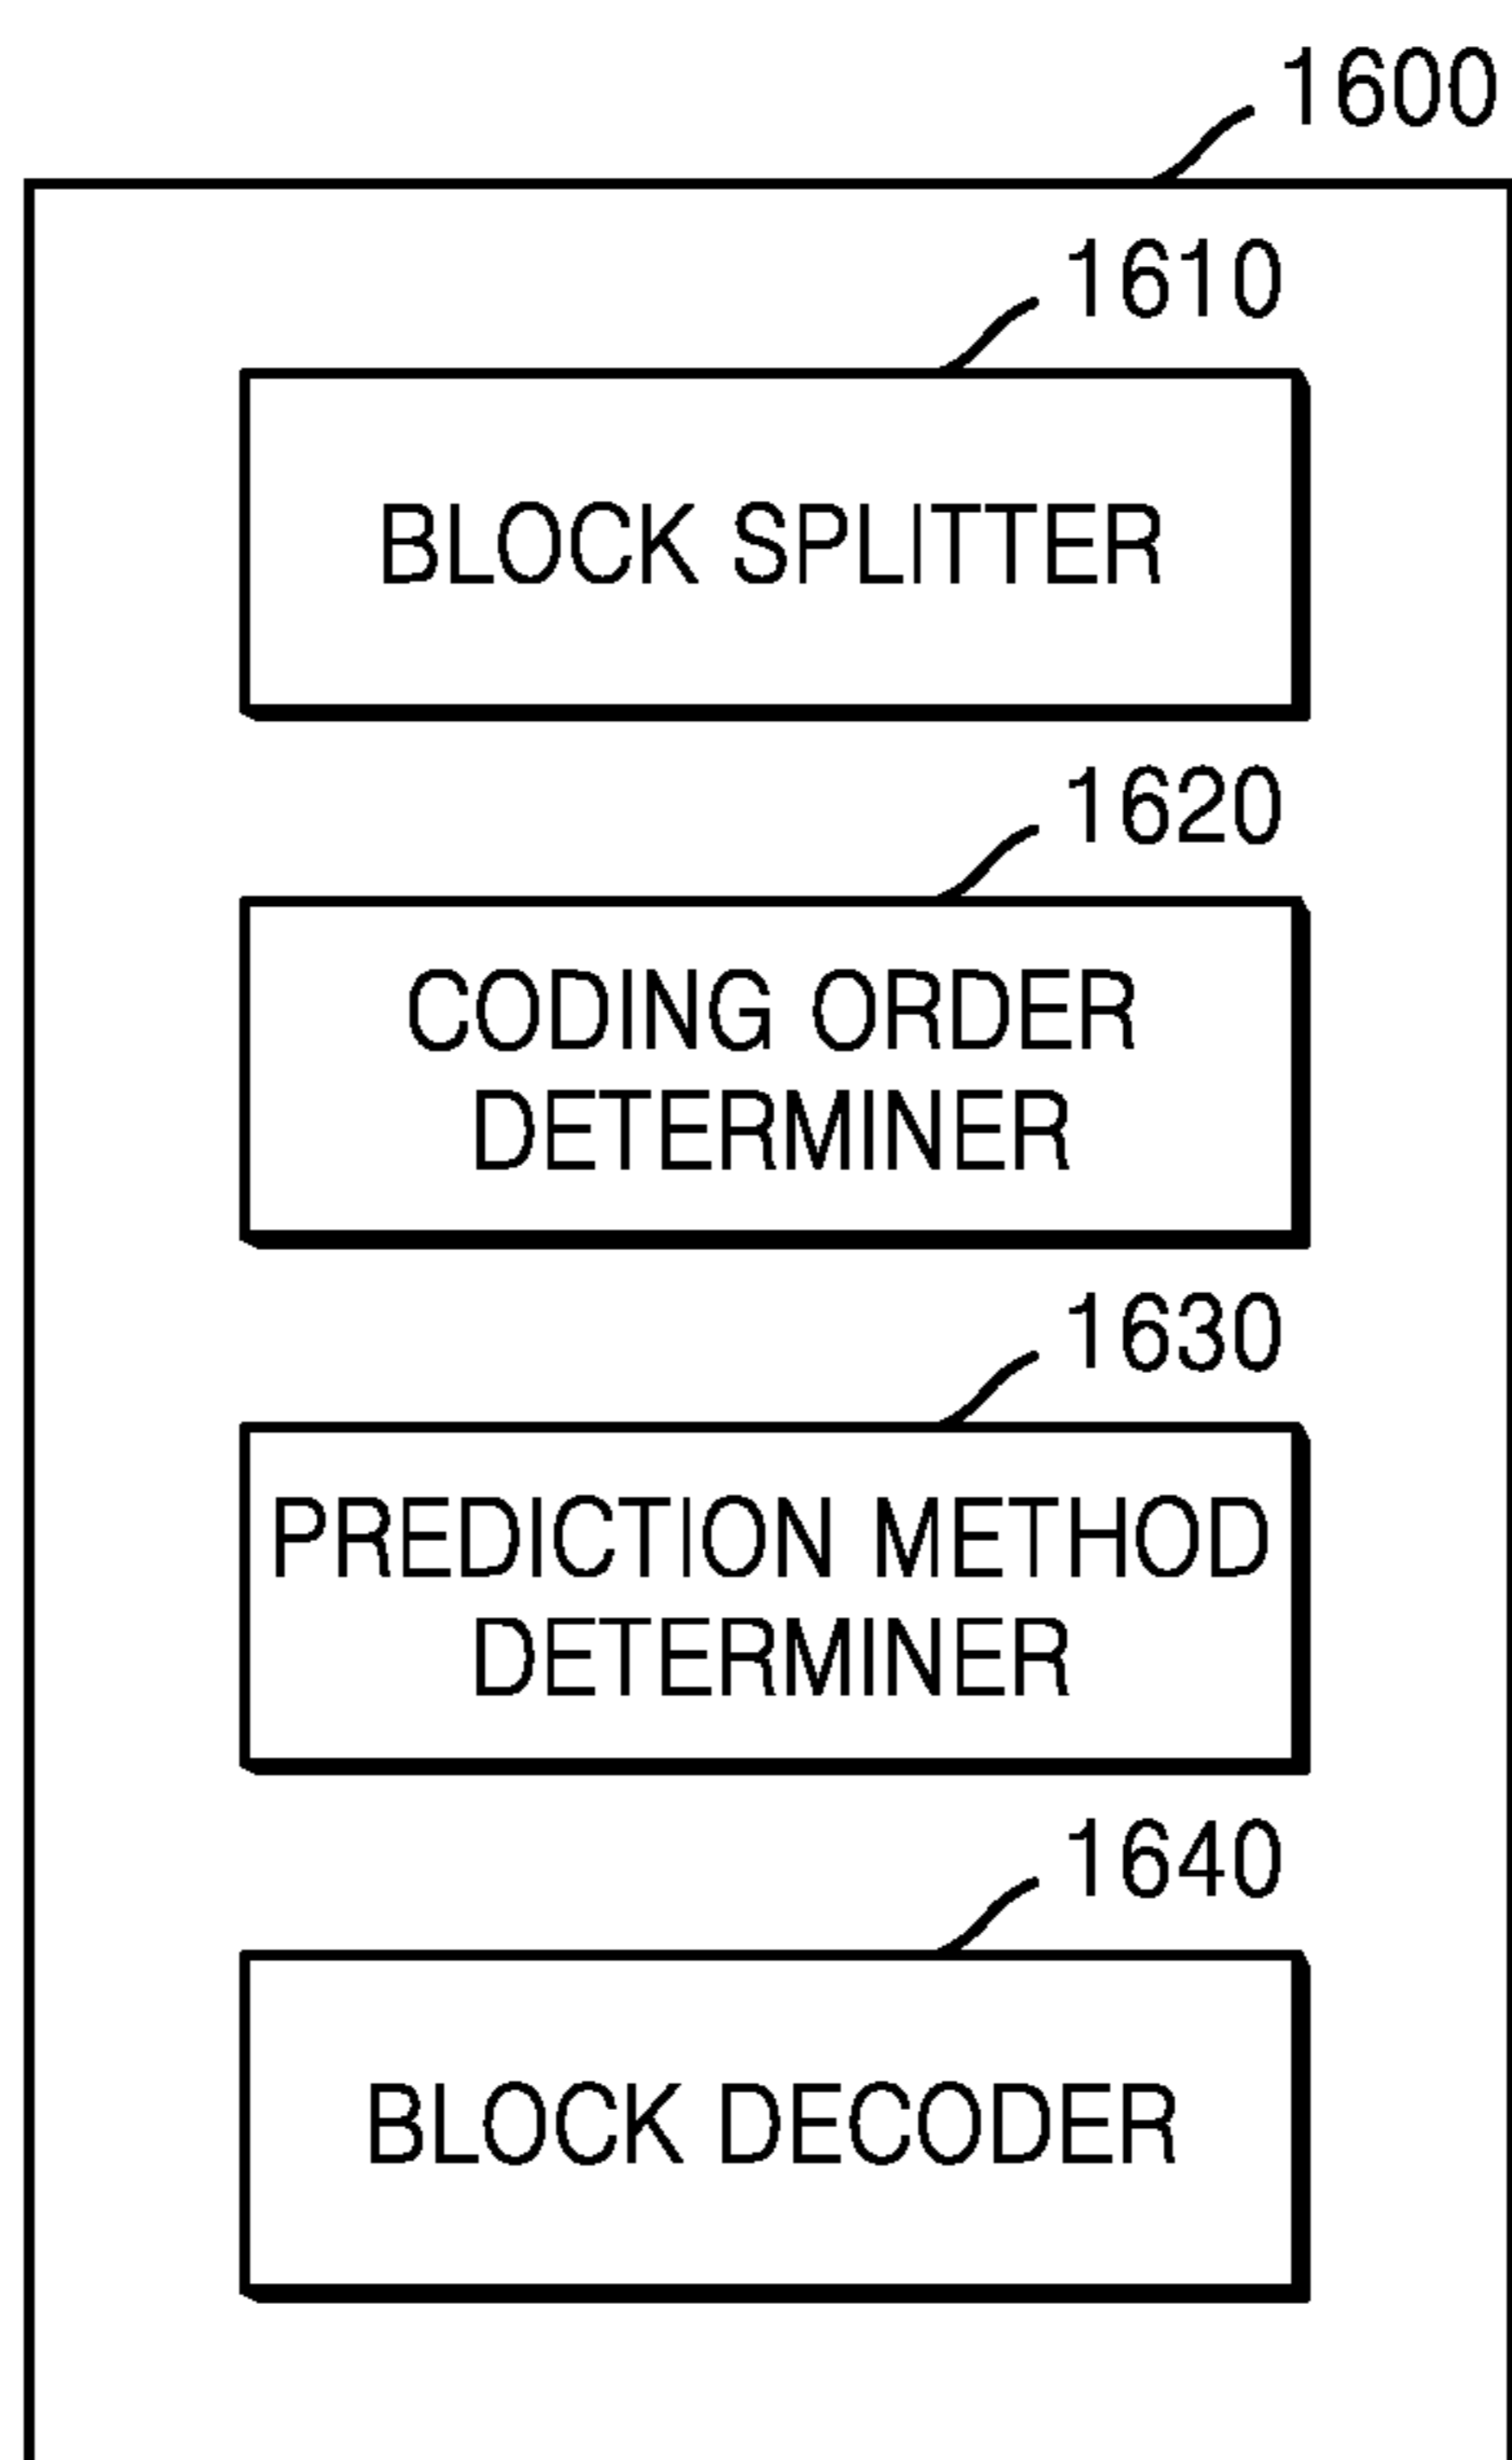 1600
1610
BLOCK SPLITTER
1620
CODING ORDER
DETERMINER
1630
PREDICTION METHOD
DETERMINER
1640
BLOCK DECODER